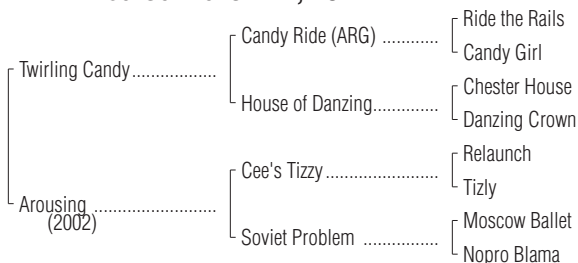 Ride the Rails
Candy Ride (ARG) ............
Candy Girl
Twirling Candy.................
Chester House
House of Danzing..............
Danzing Crown
Relaunch
Cee's Tizzy .......................
Tizly
Arousing .........................
(2002)
Moscow Ballet
Soviet Problem ................
Nopro Blama